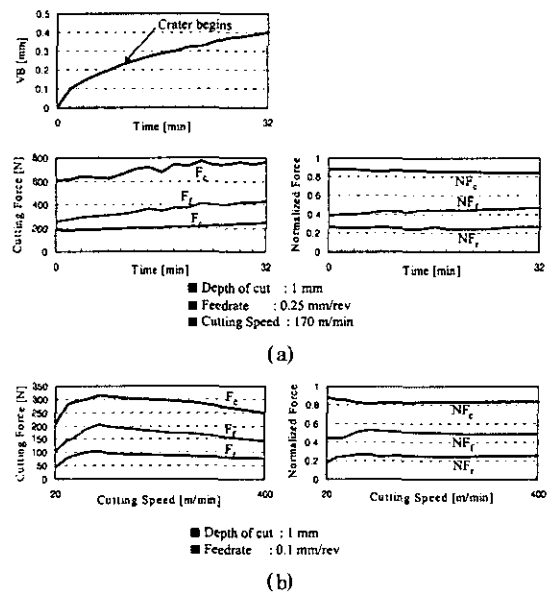 0.5
0.4
0.3
0.2
0.1
0
VB [mm]
Crater begins
0
32
Time [min]
800
600
400
200
0
Cutting Force [N]
Fc
Ff
Fr
0
32
Time [min]
1
0.8
0.6
0.4
0.2
0
Normalized Force
NFc
NFf
NFr
0
32
Time [min]
■ Depth of cut : 1 mm
■ Feedrate : 0.25 mm/rev
■ Cutting Speed : 170 m/min
(a)
350
300
250
200
150
100
50
0
Cutting Force [N]
Fc
Ff
Fr
20
400
Cutting Speed [m/min]
1
0.8
0.6
0.4
0.2
0
Normalized Force
NFc
NFf
NFr
20
400
Cutting Speed [m/min]
■ Depth of cut : 1 mm
■ Feedrate : 0.1 mm/rev
(b)